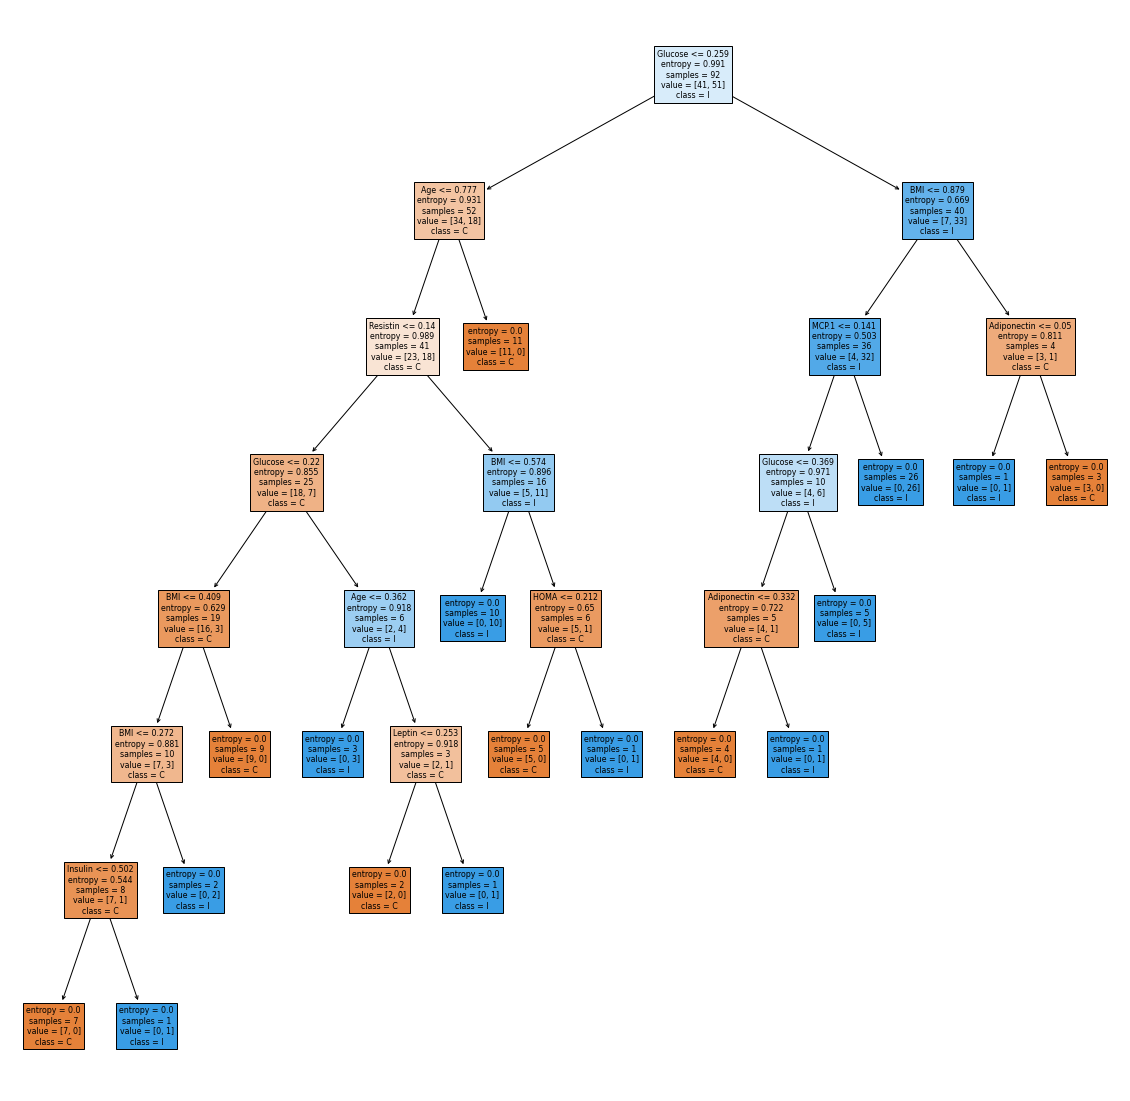 Glucose <= 0.259
entropy = 0.991
samples = 92
value = [41, 51]
class = I
Age <= 0.777
entropy = 0.931
samples = 52
value = [34, 18]
class = C
BMI <= 0.879
entropy = 0.669
samples = 40
value = [7, 33]
class = I
Resistin <= 0.14
entropy = 0.989
samples = 41
value = [23, 18]
class = C
entropy = 0.0
samples = 11
value = [11, 0]
class = C
MCP.1 <= 0.141
entropy = 0.503
samples = 36
value = [4, 32]
class = I
Adiponectin <= 0.05
entropy = 0.811
samples = 4
value = [3, 1]
class = C
Glucose <= 0.22
entropy = 0.855
samples = 25
value = [18, 7]
class = C
BMI <= 0.574
entropy = 0.896
samples = 16
value = [5, 11]
class = I
Glucose <= 0.369
entropy = 0.971
samples = 10
value = [4, 6]
class = I
entropy = 0.0
samples = 26
value = [0, 26]
class = I
entropy = 0.0
samples = 1
value = [0, 1]
class = I
entropy = 0.0
samples = 3
value = [3, 0]
class = C
BMI <= 0.409
entropy = 0.629
samples = 19
value = [16, 3]
class = C
Age <= 0.362
entropy = 0.918
samples = 6
value = [2, 4]
class = I
entropy = 0.0
samples = 10
value = [0, 10]
class = I
HOMA <= 0.212
entropy = 0.65
samples = 6
value = [5, 1]
class = C
Adiponectin <= 0.332
entropy = 0.722
samples = 5
value = [4, 1]
class = C
entropy = 0.0
samples = 5
value = [0, 5]
class = I
BMI <= 0.272
entropy = 0.881
samples = 10
value = [7, 3]
class = C
entropy = 0.0
samples = 9
value = [9, 0]
class = C
entropy = 0.0
samples = 3
value = [0, 3]
class = I
Leptin <= 0.253
entropy = 0.918
samples = 3
value = [2, 1]
class = C
entropy = 0.0
samples = 5
value = [5, 0]
class = C
entropy = 0.0
samples = 1
value = [0, 1]
class = I
entropy = 0.0
samples = 4
value = [4, 0]
class = C
entropy = 0.0
samples = 1
value = [0, 1]
class = I
Insulin <= 0.502
entropy = 0.544
samples = 8
value = [7, 1]
class = C
entropy = 0.0
samples = 2
value = [0, 2]
class = I
entropy = 0.0
samples = 2
value = [2, 0]
class = C
entropy = 0.0
samples = 1
value = [0, 1]
class = I
entropy = 0.0
samples = 7
value = [7, 0]
class = C
entropy = 0.0
samples = 1
value = [0, 1]
class = I